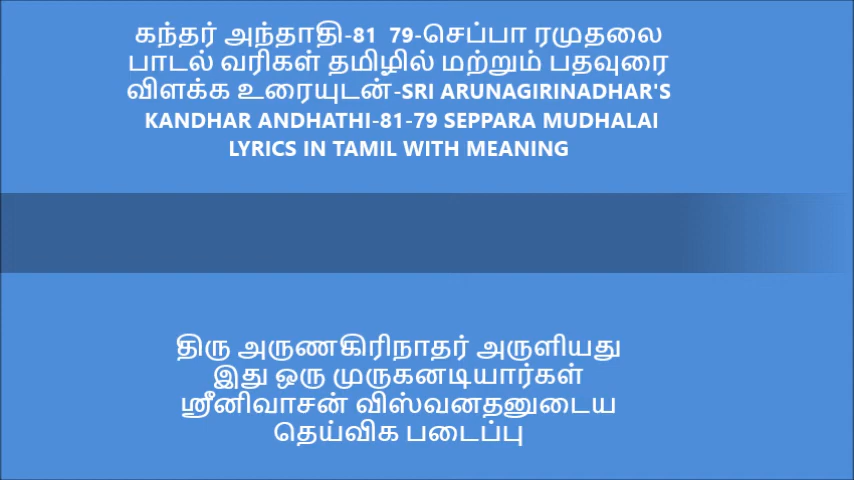 கந்தர் அந்தாதி-81 79-செப்பா ரமுதலை
பாடல் வரிகள் தமிழில் மற்றும் பதவுரை
விளக்க உரையுடன்-SRI ARUNAGIRINADHAR'S
KANDHAR ANDHATHI-81-79 SEPPARA MUDHALAI
LYRICS IN TAMIL WITH MEANING
திரு அருணகிரிநாதர் அருளியது
இது ஒரு முருகனடியார்கள்
ஸ்ரீனிவாசன் விஸ்வனதனுடைய
தெய்விக படைப்பு